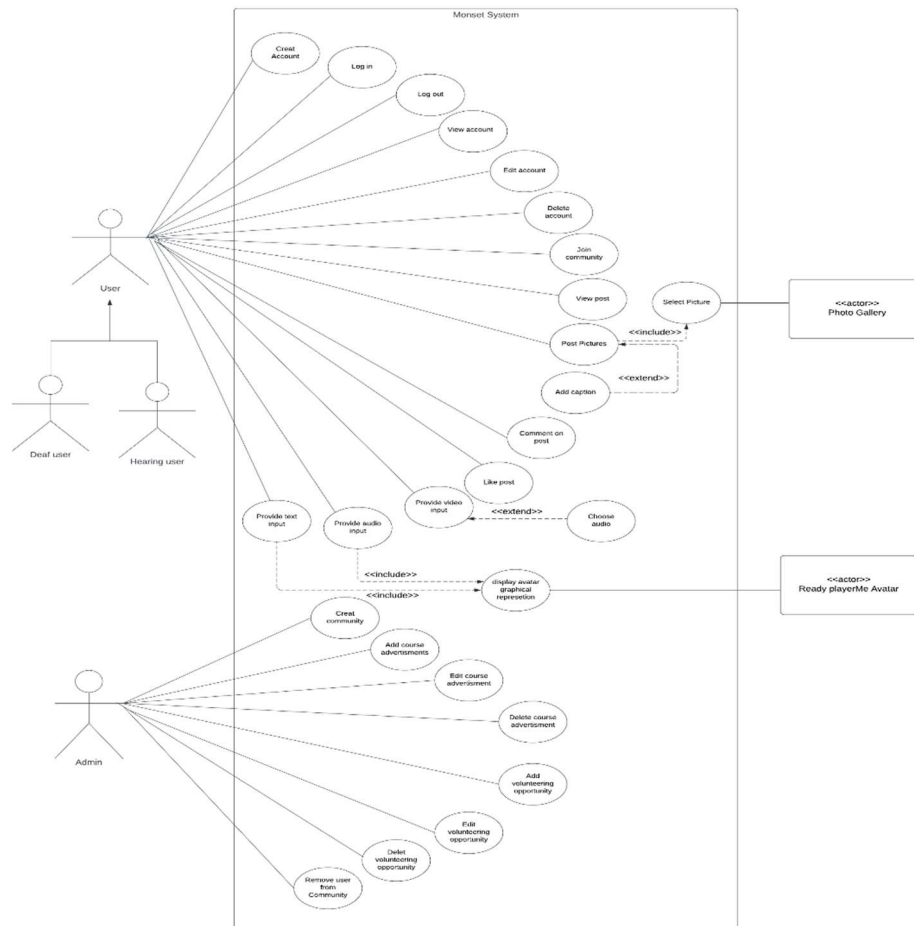 Monset System
Creat
Account
Log in
Log out
View account
Edit account
Delete
account
Join
community
View post
Select Picture
<<actor>>
Photo Gallery
<<include>>
Post Pictures
<<extend>>
Add caption
Comment on
post
Like post
Provide video
input
<<extend>>
Choose
audio
Provide text
input
Provide audio
input
<<include>>
<<include>>
display avatar
graphical
represetion
<<actor>>
Ready playerMe Avatar
User
Deaf user
Hearing user
Creat
community
Add course
advertisments
Edit course
advertisment
Delete course
advertisment
Add
volunteering
opportunity
Edit
volunteering
opportunity
Delet
volunteering
opportunity
Remove user
from
Community
Admin